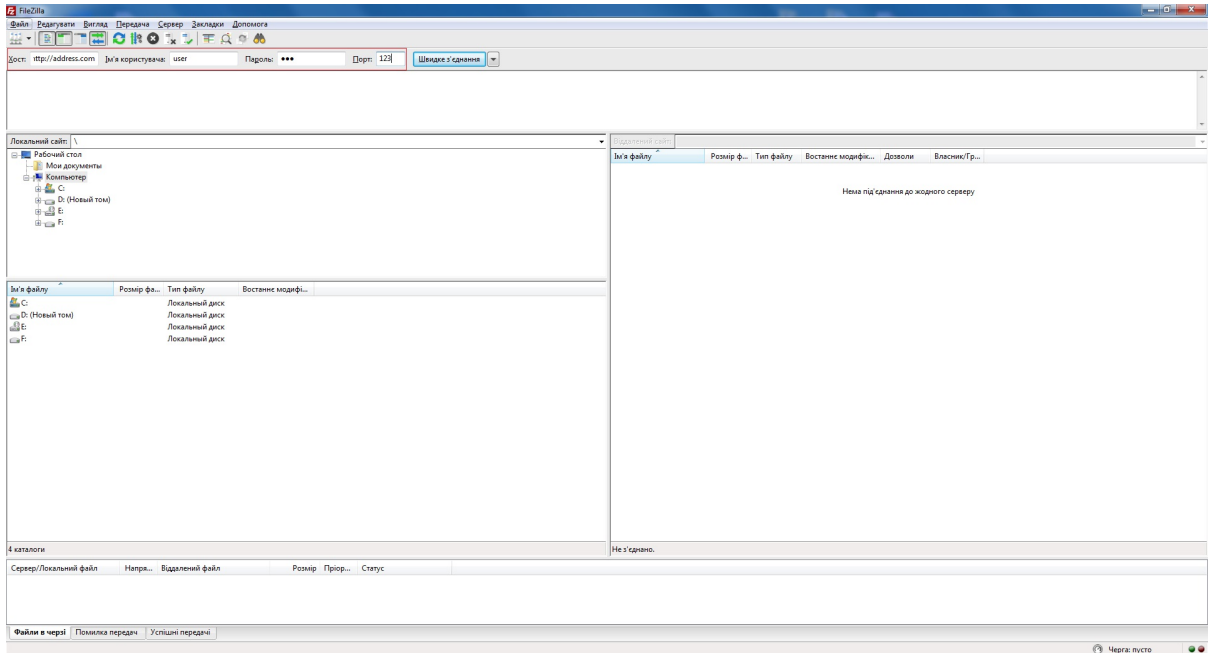 FileZilla
Файл Редагувати Вигляд Передача Сервер Закладки Допомога
Хост: ttp://address.com Ім'я користувача: user Пароль: ●●● Порт: 123 Швидке з'єднання
Локальний сайт: \ Віддалений сайт:
Рабочий стол
Мои документы
Компьютер
C:
D: (Новый том)
E:
F:
Ім'я файлу Розмір ф... Тип файлу Востаннє модифік... Дозволи Власник/Гр...
Нема під'єднання до жодного серверу
Ім'я файлу Розмір фа... Тип файлу Востаннє модифі...
C: Локальный диск
D: (Новый том) Локальный диск
E: Локальный диск
F: Локальный диск
4 каталоги Не з'єднано.
Сервер/Локальний файл Напря... Віддалений файл Розмір Пріор... Статус
Файли в черзі Помилка передач Успішні передачі
Черга: пусто